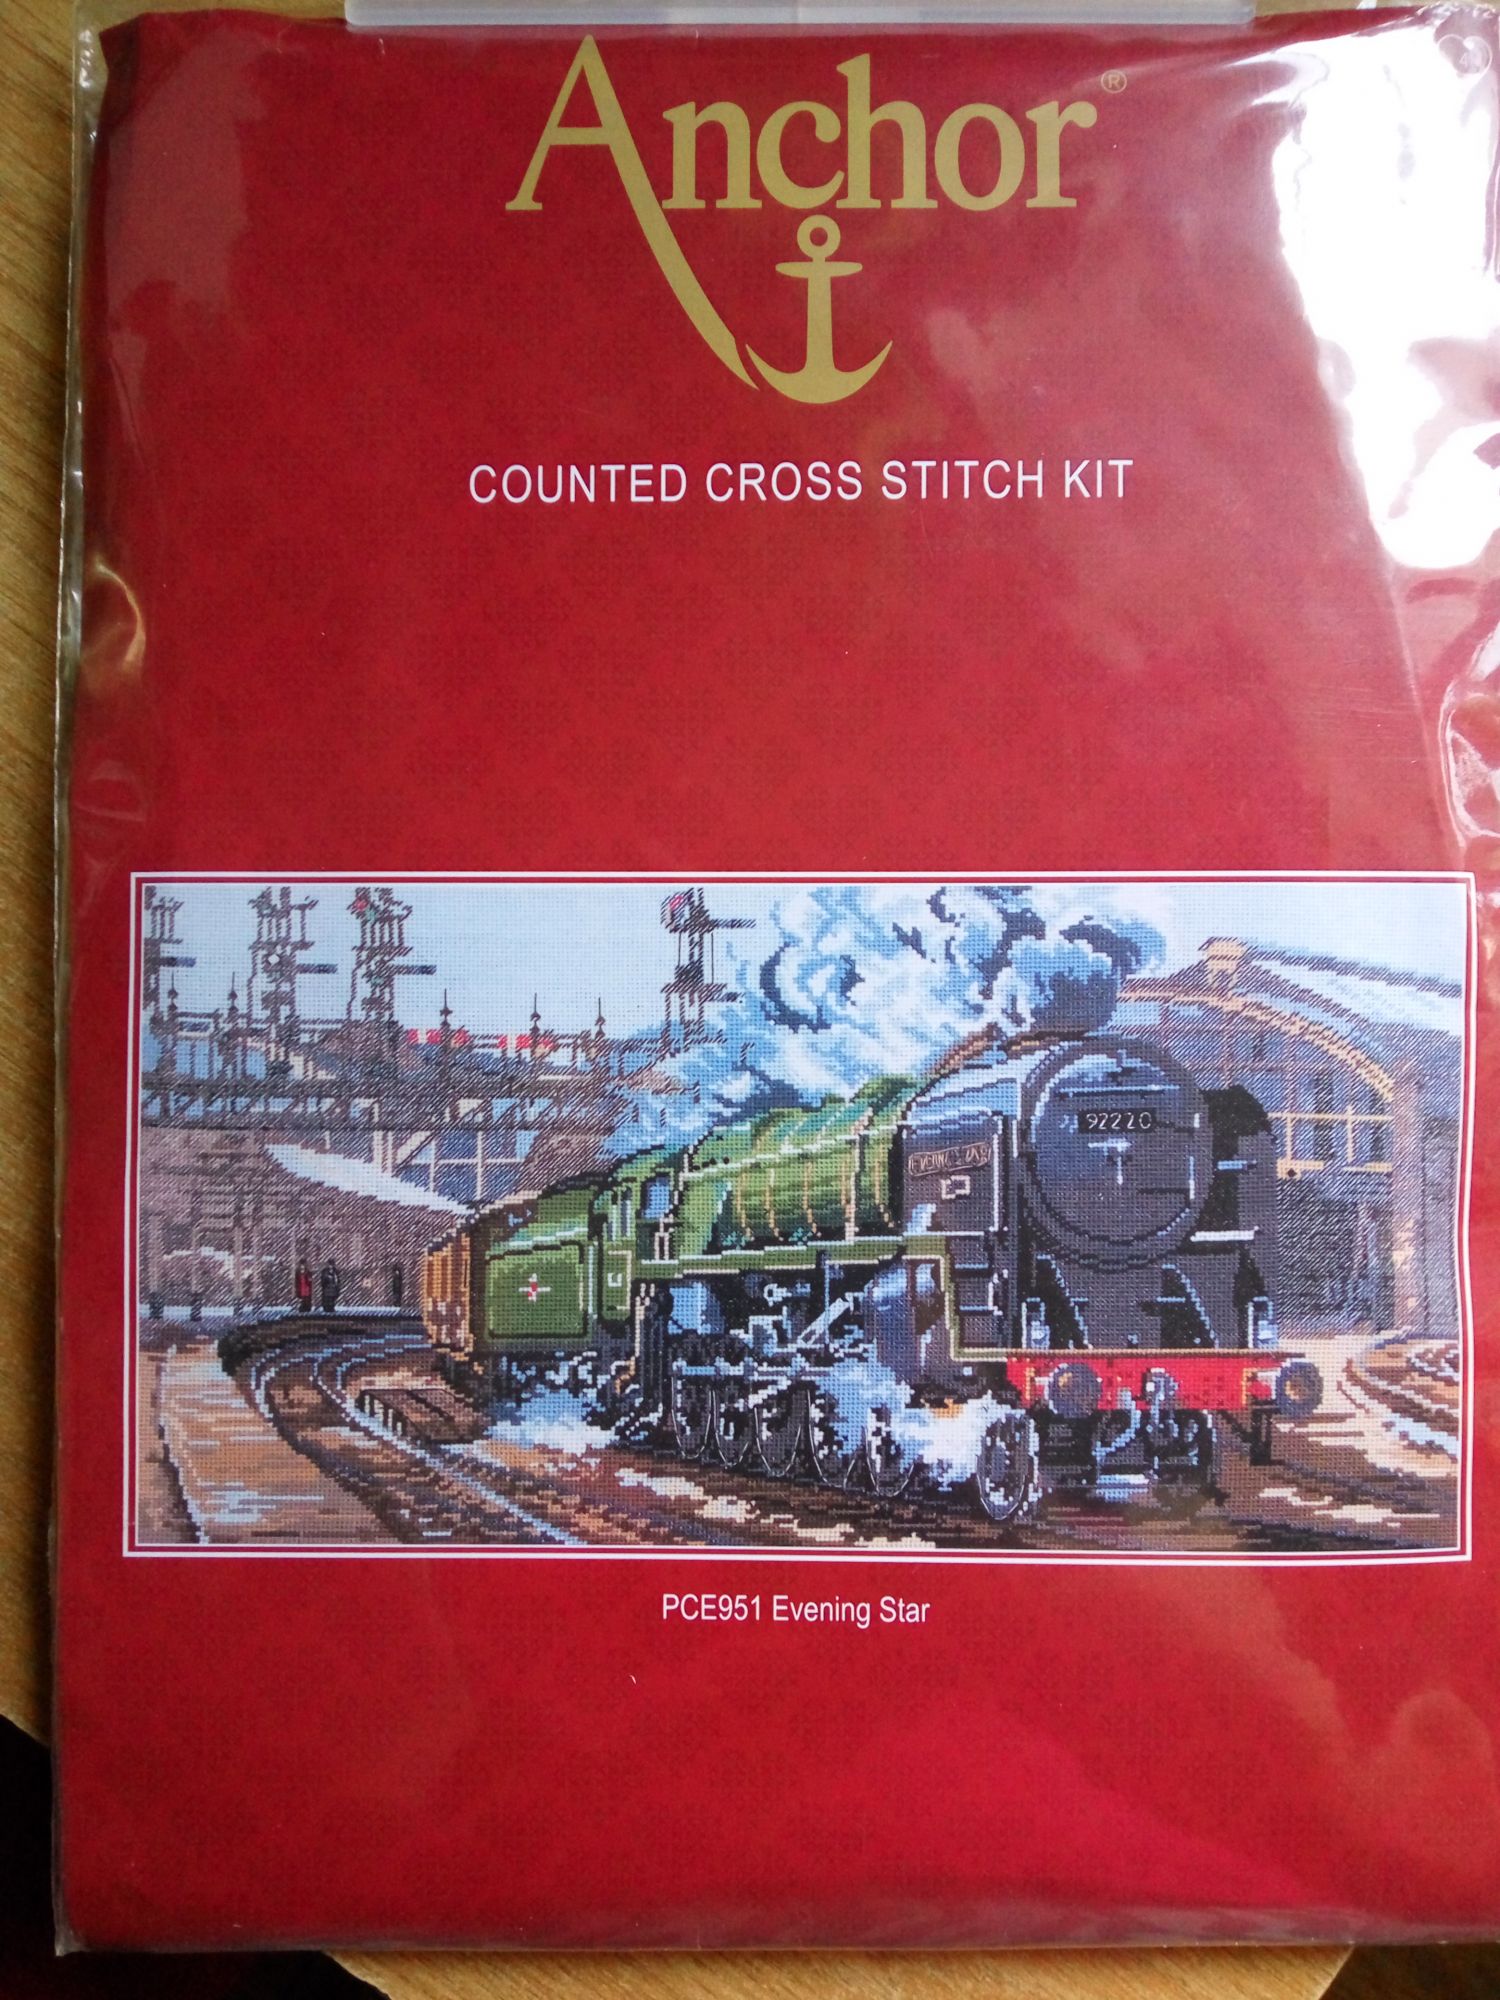 Anchor®
COUNTED CROSS STITCH KIT
92220
PCE951 Evening Star